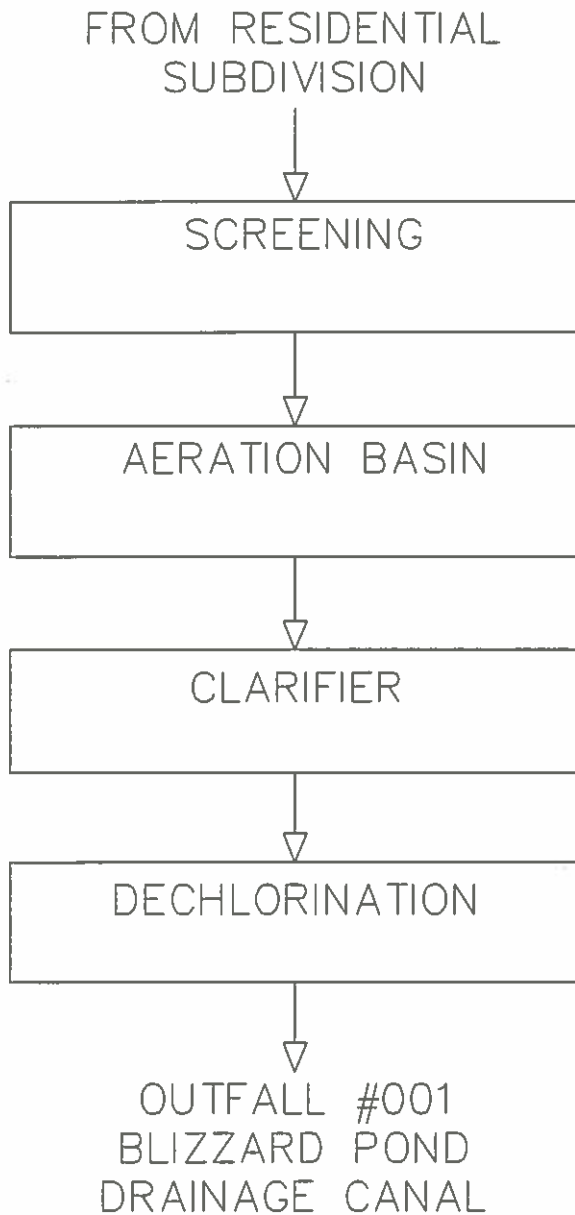 FROM RESIDENTIAL
SUBDIVISION
SCREENING
AERATION BASIN
CLARIFIER
DECHLORINATION
OUTFALL #001
BLIZZARD POND
DRAINAGE CANAL